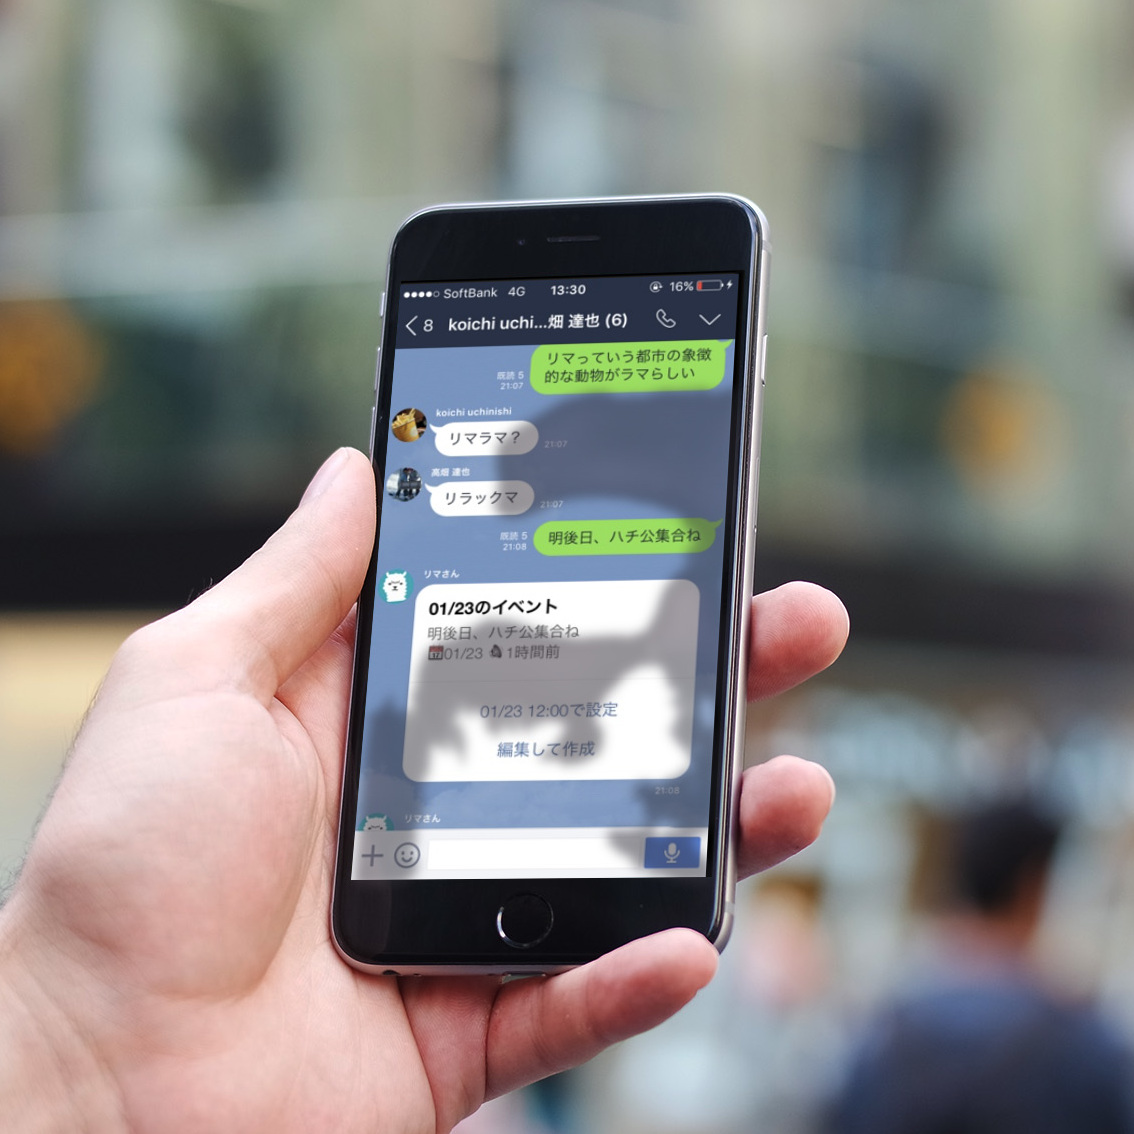 SoftBank 4G 13:30 16%
8 koichi uchi...畑 達也 (6)
リマっていう都市の象徴
的な動物がラマらしい
既読 5
21:07
koichi uchinishi
リマラマ？
21:07
高畑 達也
リラックマ
21:07
既読 5
21:08
明後日、ハチ公集合ね
リマさん
01/23のイベント
明後日、ハチ公集合ね
01/23 1時間前
01/23 12:00で設定
編集して作成
21:08
リマさん